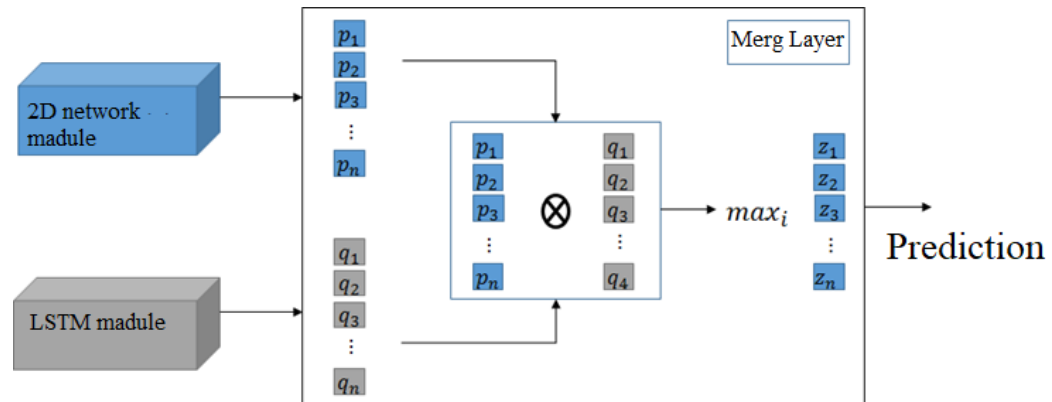 2D network
madule
LSTM madule
p₁
p₂
p₃
⋮
pₙ
q₁
q₂
q₃
⋮
qₙ
p₁
p₂
p₃
⋮
pₙ
⊗
q₁
q₂
q₃
⋮
q₄
maxᵢ
Merg Layer
z₁
z₂
z₃
⋮
zₙ
Prediction